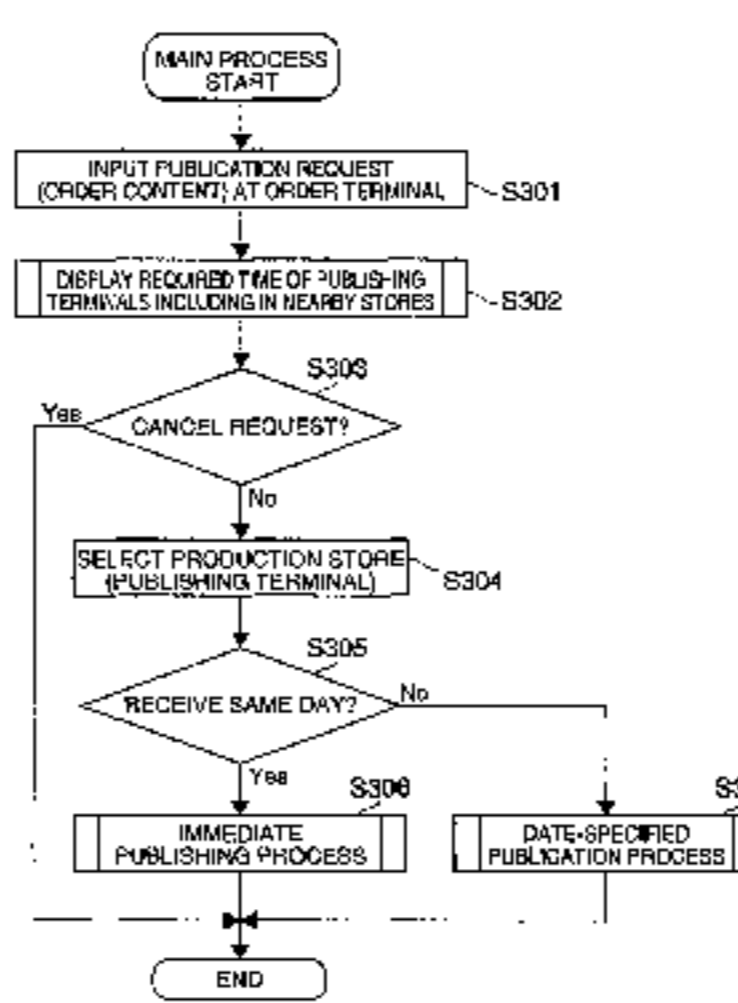 MAIN PROCESS
START
INPUT PUBLICATION REQUEST
(ORDER CONTENT) AT ORDER TERMINAL
S301
DISPLAY REQUIRED TIME OF PUBLISHING
TERMINALS INCLUDING IN NEARBY STORES
S302
S303
Yes
CANCEL REQUEST?
No
SELECT PRODUCTION STORE
(PUBLISHING TERMINAL)
S304
S305
RECEIVE SAME DAY?
No
Yes
S306
S3
IMMEDIATE
PUBLISHING PROCESS
DATE-SPECIFIED
PUBLICATION PROCESS
END